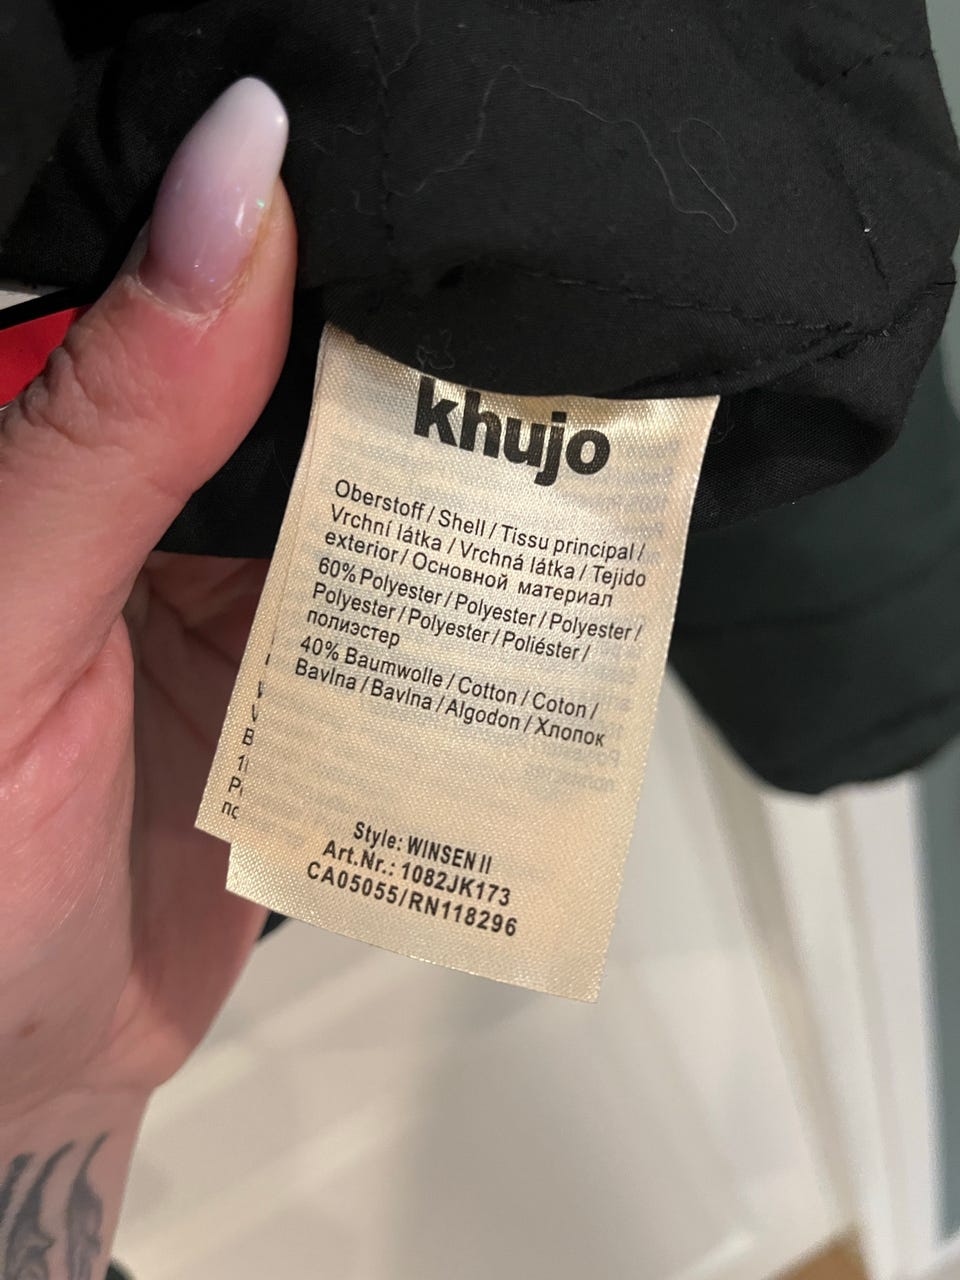 khujo
Oberstoff / Shell / Tissu principal /
Vrchní látka / Vrchná látka / Tejido
exterior / Основной материал
60% Polyester / Polyester / Polyester /
Polyester / Polyester / Poliéster /
полиэстер
40% Baumwolle / Cotton / Coton /
Bavlna / Bavlna / Algodon / Хлопок
Style: WINSEN II
Art.Nr.: 1082JK173
CA05055/RN118296